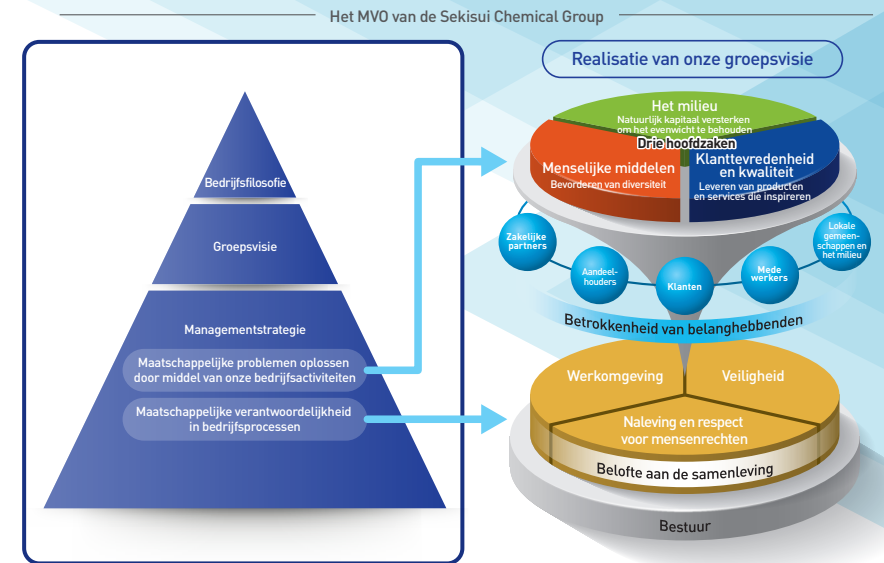 Het MVO van de Sekisui Chemical Group
Bedrijfsfilosofie
Groepsvisie
Managementstrategie
Maatschappelijke problemen oplossen
door middel van onze bedrijfsactiviteiten
Maatschappelijke verantwoordelijkheid
in bedrijfsprocessen
Realisatie van onze groepsvisie
Het milieu
Natuurlijk kapitaal versterken
om het evenwicht te behouden
Drie hoofdzaken
Menselijke middelen
Bevorderen van diversiteit
Klanttevredenheid
en kwaliteit
Leveren van producten
en services die inspireren
Zakelijke
partners
Aandeel-
houders
Klanten
Mede
werkers
Lokale
gemeen-
schappen en
het milieu
Betrokkenheid van belanghebbenden
Werkomgeving
Veiligheid
Naleving en respect
voor mensenrechten
Belofte aan de samenleving
Bestuur